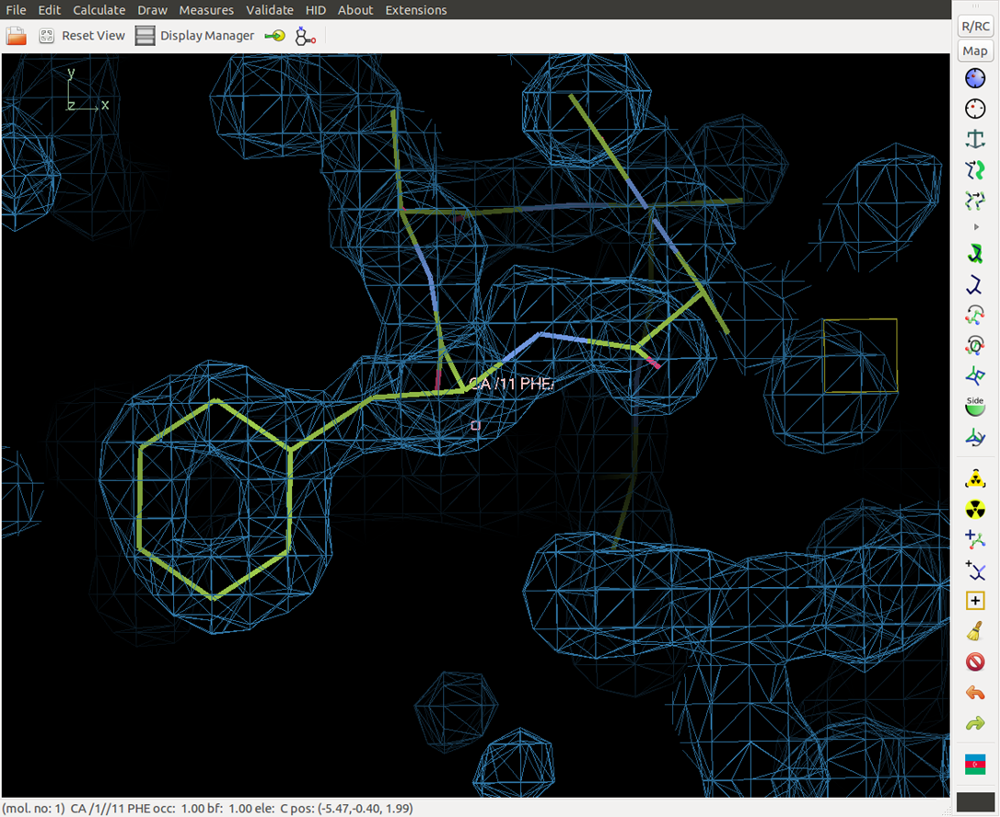 File Edit Calculate Draw Measures Validate HID About Extensions
Reset View Display Manager
R/RC
Map
y
z x
CA /11 PHE/
Side
(mol. no: 1) CA /1//11 PHE occ: 1.00 bf: 1.00 ele: C pos: (-5.47,-0.40, 1.99)